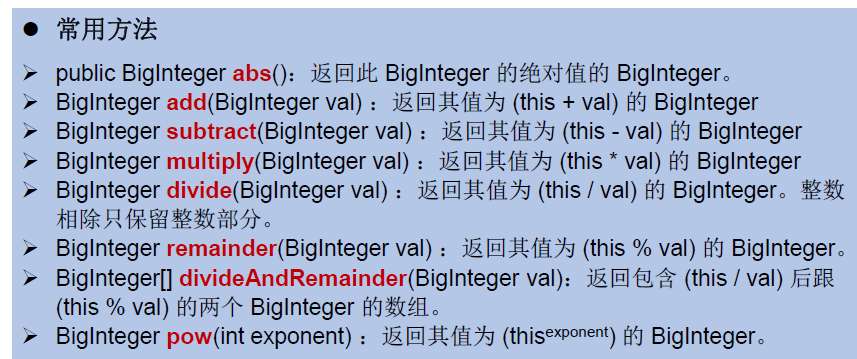 ● 常用方法
➢ public BigInteger abs()：返回此 BigInteger 的绝对值的 BigInteger。
➢ BigInteger add(BigInteger val) ：返回其值为 (this + val) 的 BigInteger
➢ BigInteger subtract(BigInteger val) ：返回其值为 (this - val) 的 BigInteger
➢ BigInteger multiply(BigInteger val) ：返回其值为 (this * val) 的 BigInteger
➢ BigInteger divide(BigInteger val) ：返回其值为 (this / val) 的 BigInteger。整数
相除只保留整数部分。
➢ BigInteger remainder(BigInteger val) ：返回其值为 (this % val) 的 BigInteger。
➢ BigInteger[] divideAndRemainder(BigInteger val)：返回包含 (this / val) 后跟
(this % val) 的两个 BigInteger 的数组。
➢ BigInteger pow(int exponent) ：返回其值为 (thisexponent) 的 BigInteger。